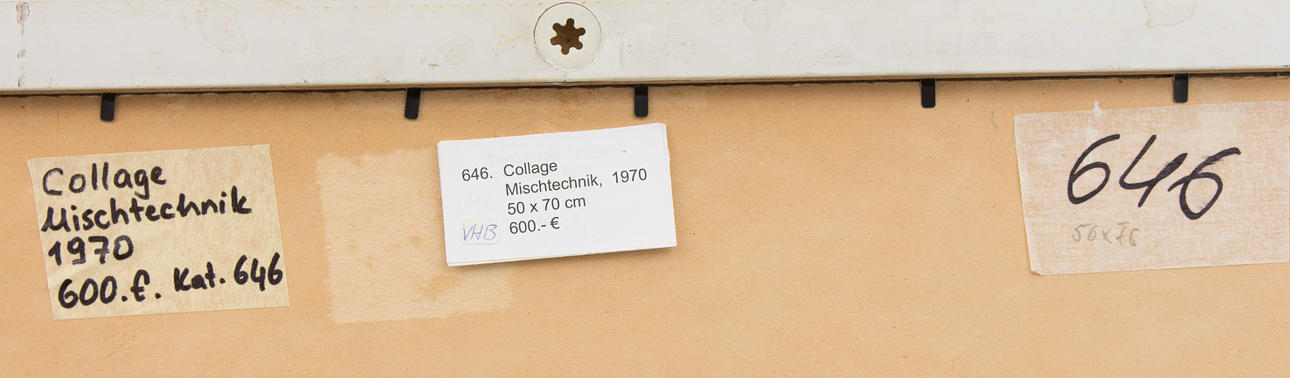 Collage
Mischtechnik
1970
600.€. Kat. 646
646. Collage
Mischtechnik, 1970
50 x 70 cm
VHB 600.- €
646
56x76